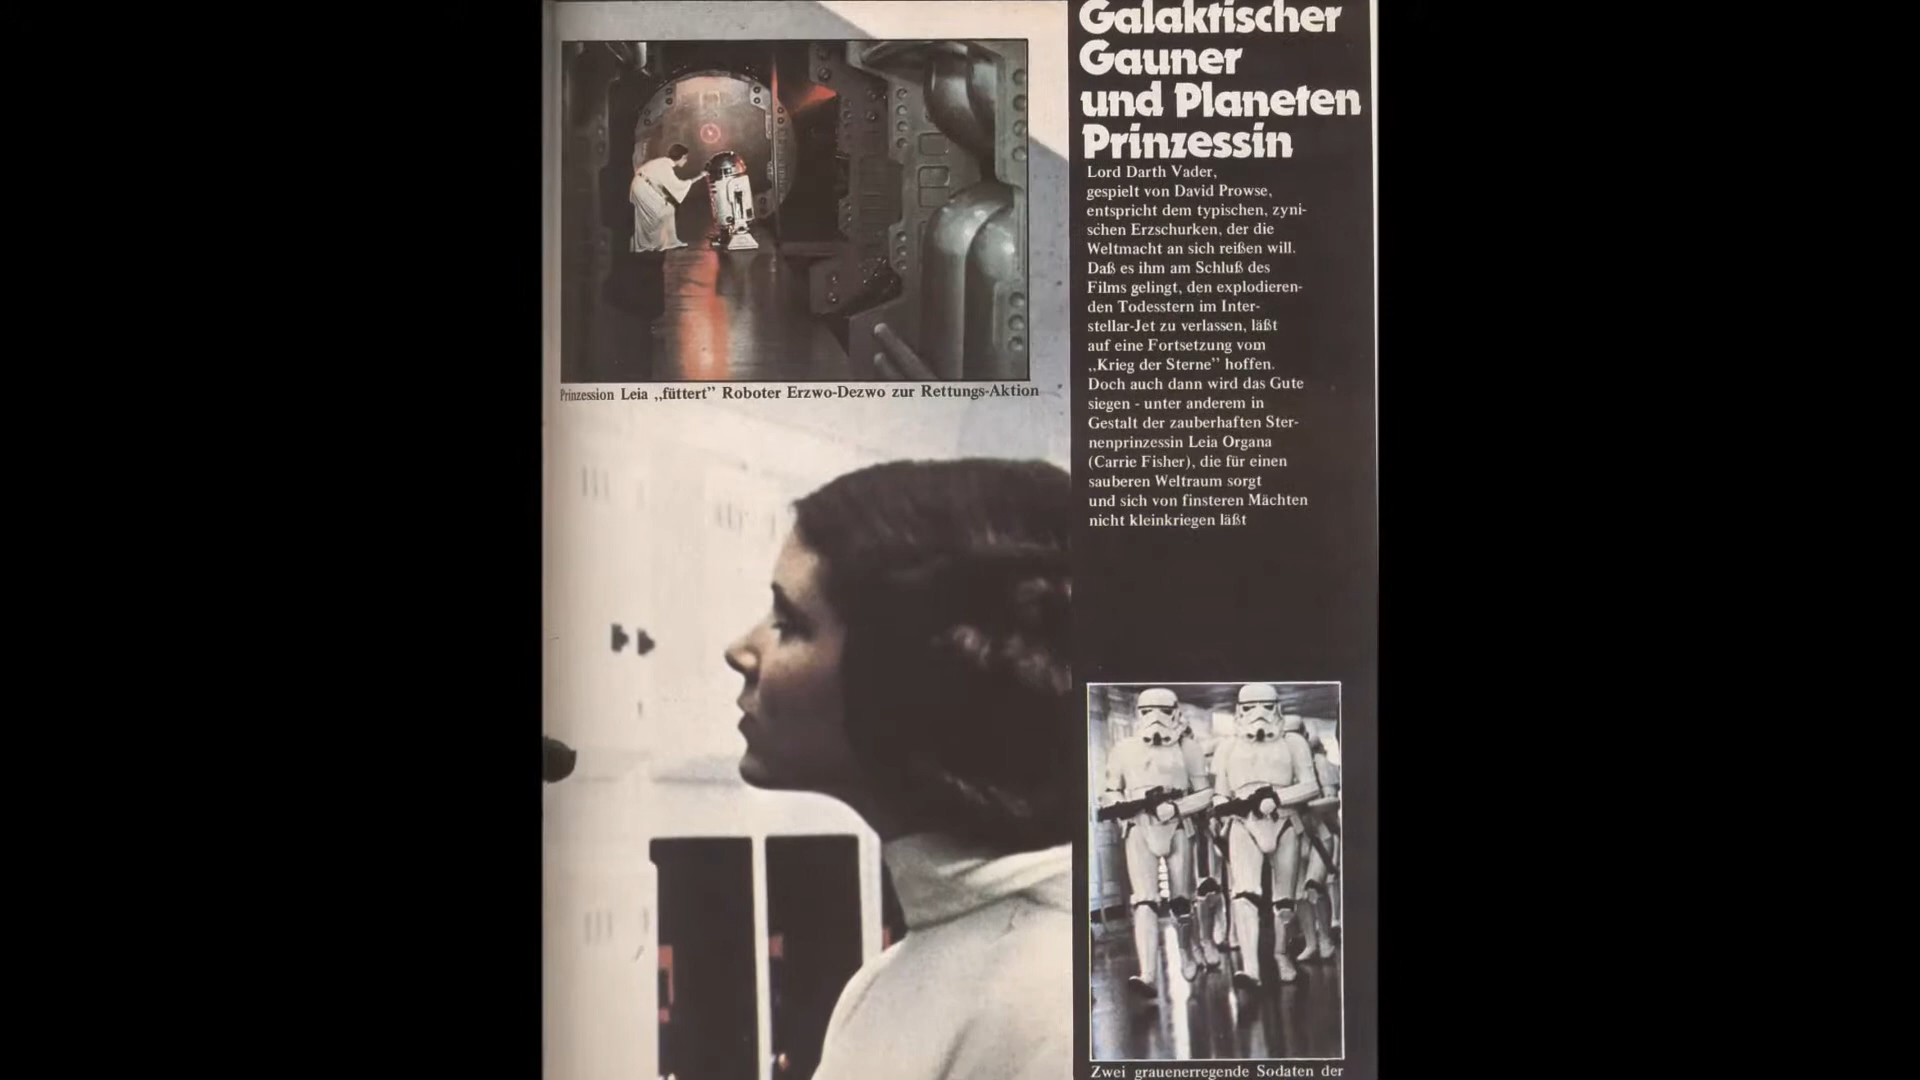 Galaktischer
Gauner
und Planeten
Prinzessin
Lord Darth Vader,
gespielt von David Prowse,
entspricht dem typischen, zyni-
schen Erzschurken, der die
Weltmacht an sich reißen will.
Daß es ihm am Schluß des
Films gelingt, den explodieren-
den Todesstern im Inter-
stellar-Jet zu verlassen, läßt
auf eine Fortsetzung vom
„Krieg der Sterne” hoffen.
Doch auch dann wird das Gute
siegen - unter anderem in
Gestalt der zauberhaften Ster-
nenprinzessin Leia Organa
(Carrie Fisher), die für einen
sauberen Weltraum sorgt
und sich von finsteren Mächten
nicht kleinkriegen läßt
Prinzession Leia „füttert” Roboter Erzwo-Dezwo zur Rettungs-Aktion
Zwei grauenerregende Sodaten der